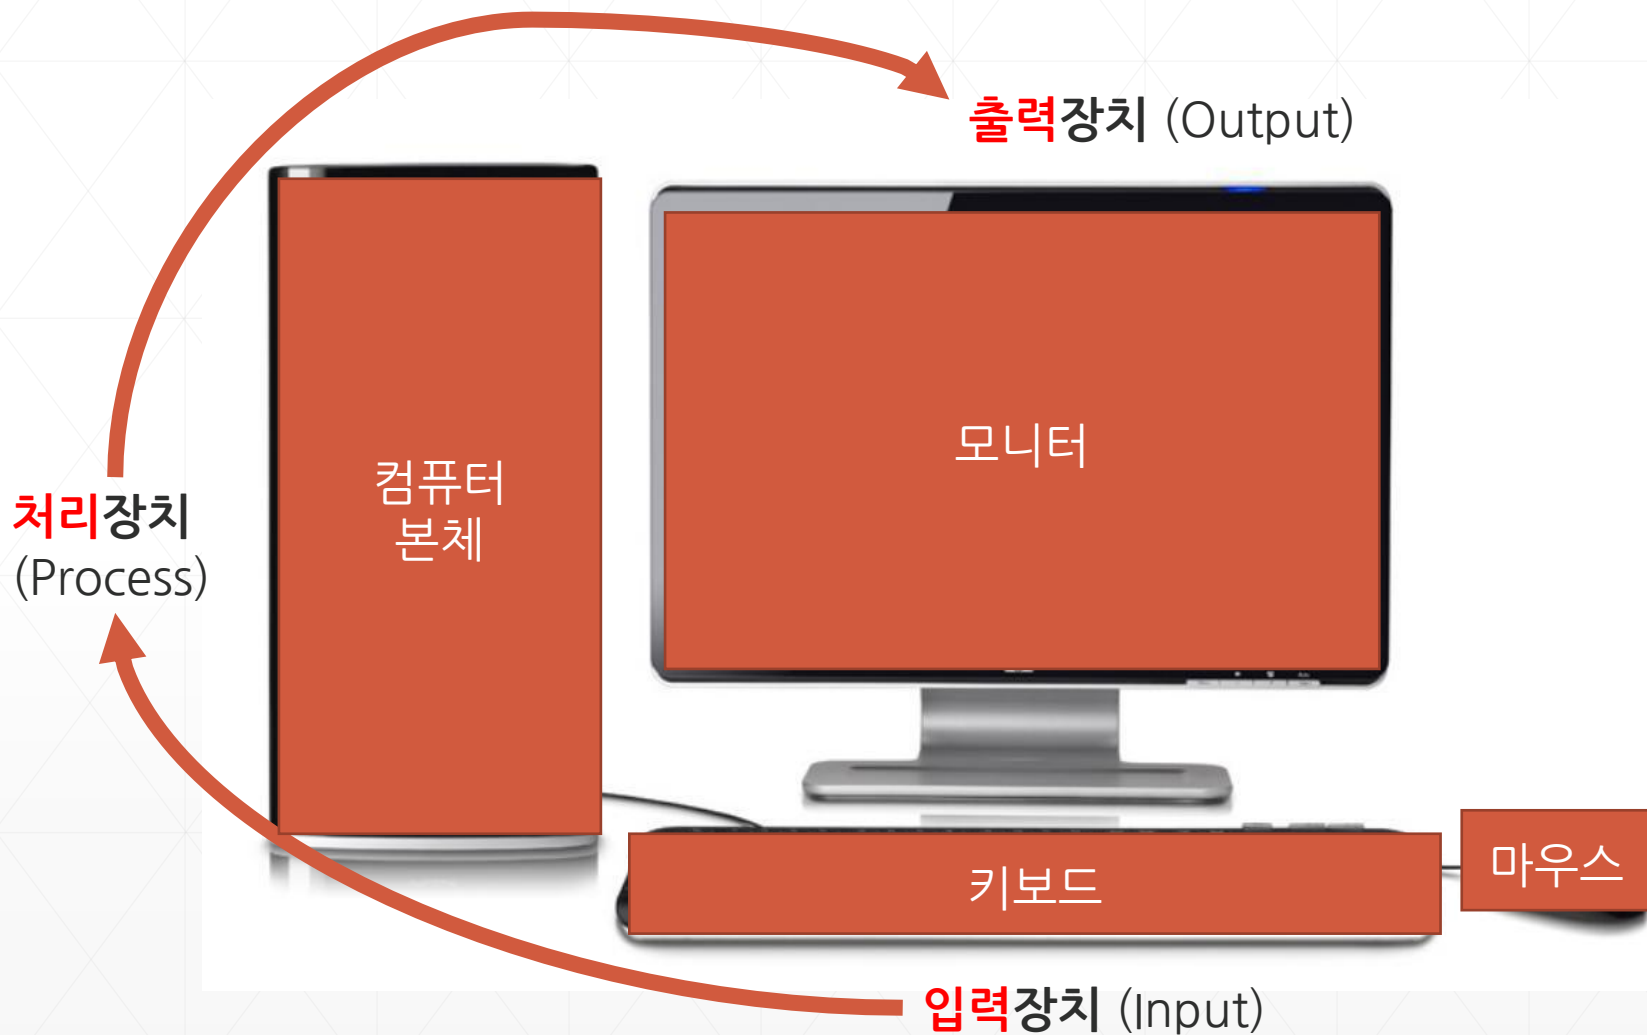 출력장치 (Output)
모니터
컴퓨터
본체
처리장치
(Process)
키보드
마우스
입력장치 (Input)